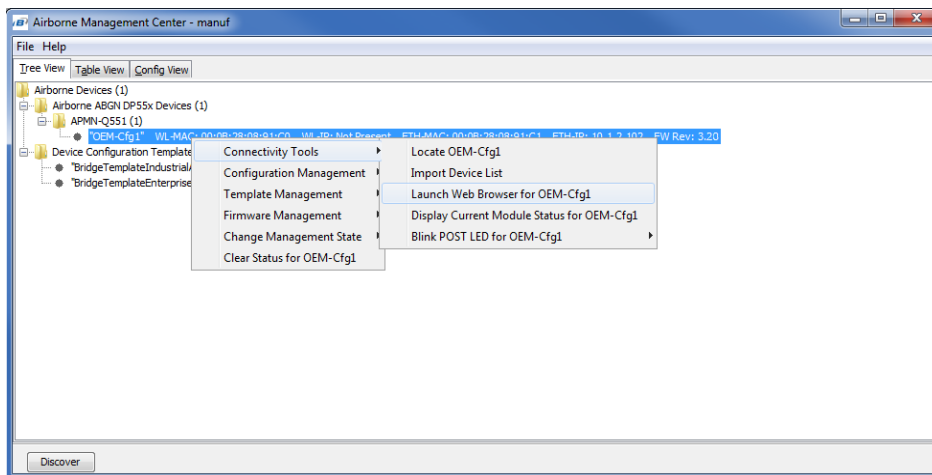 Airborne Management Center - manuf
File Help
Tree View Table View Config View
Airborne Devices (1)
Airborne ABGN DP55x Devices (1)
APMN-Q551 (1)
"OEM-Cfg1" WL-MAC: 00:0B:28:08:91:C0 WL-IP: Not Present ETH-MAC: 00:0B:28:08:91:C1 ETH-IP: 10.1.2.102 FW Rev: 3.20
Device Configuration Template
"BridgeTemplateIndustrial
"BridgeTemplateEnterprise
Connectivity Tools
Configuration Management
Template Management
Firmware Management
Change Management State
Clear Status for OEM-Cfg1
Locate OEM-Cfg1
Import Device List
Launch Web Browser for OEM-Cfg1
Display Current Module Status for OEM-Cfg1
Blink POST LED for OEM-Cfg1
Discover